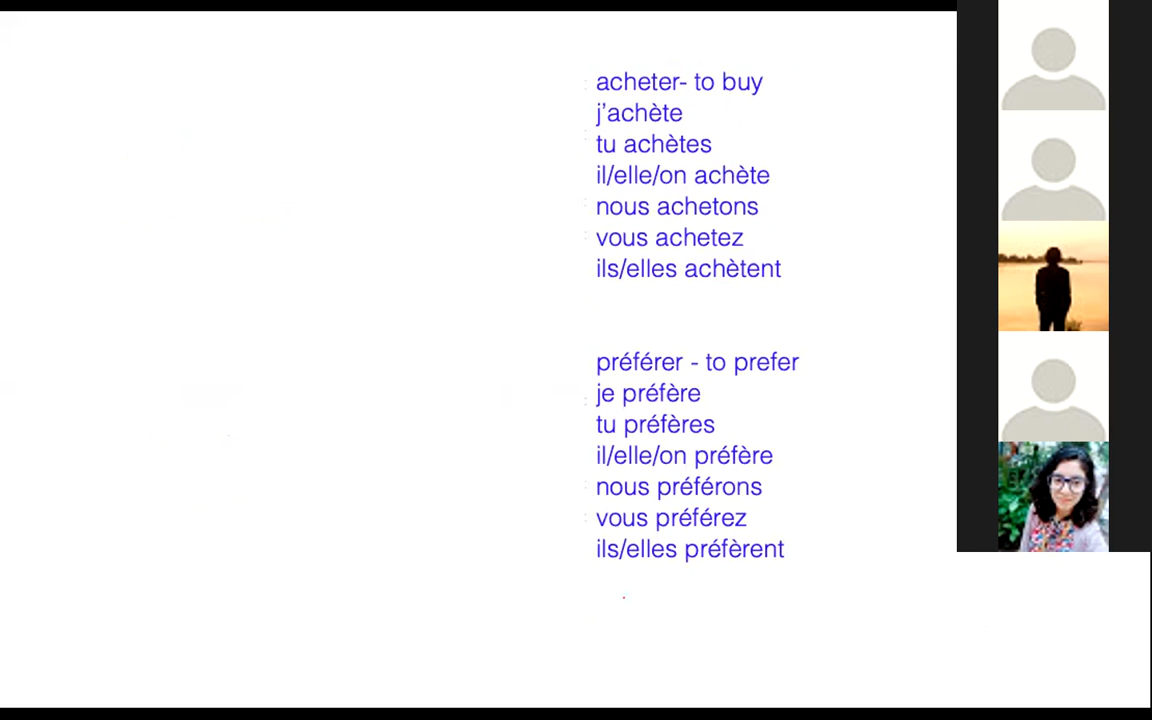 acheter- to buy
j'achète
tu achètes
il/elle/on achète
nous achetons
vous achetez
ils/elles achètent
préférer - to prefer
je préfère
tu préfères
il/elle/on préfère
nous préférons
vous préférez
ils/elles préfèrent